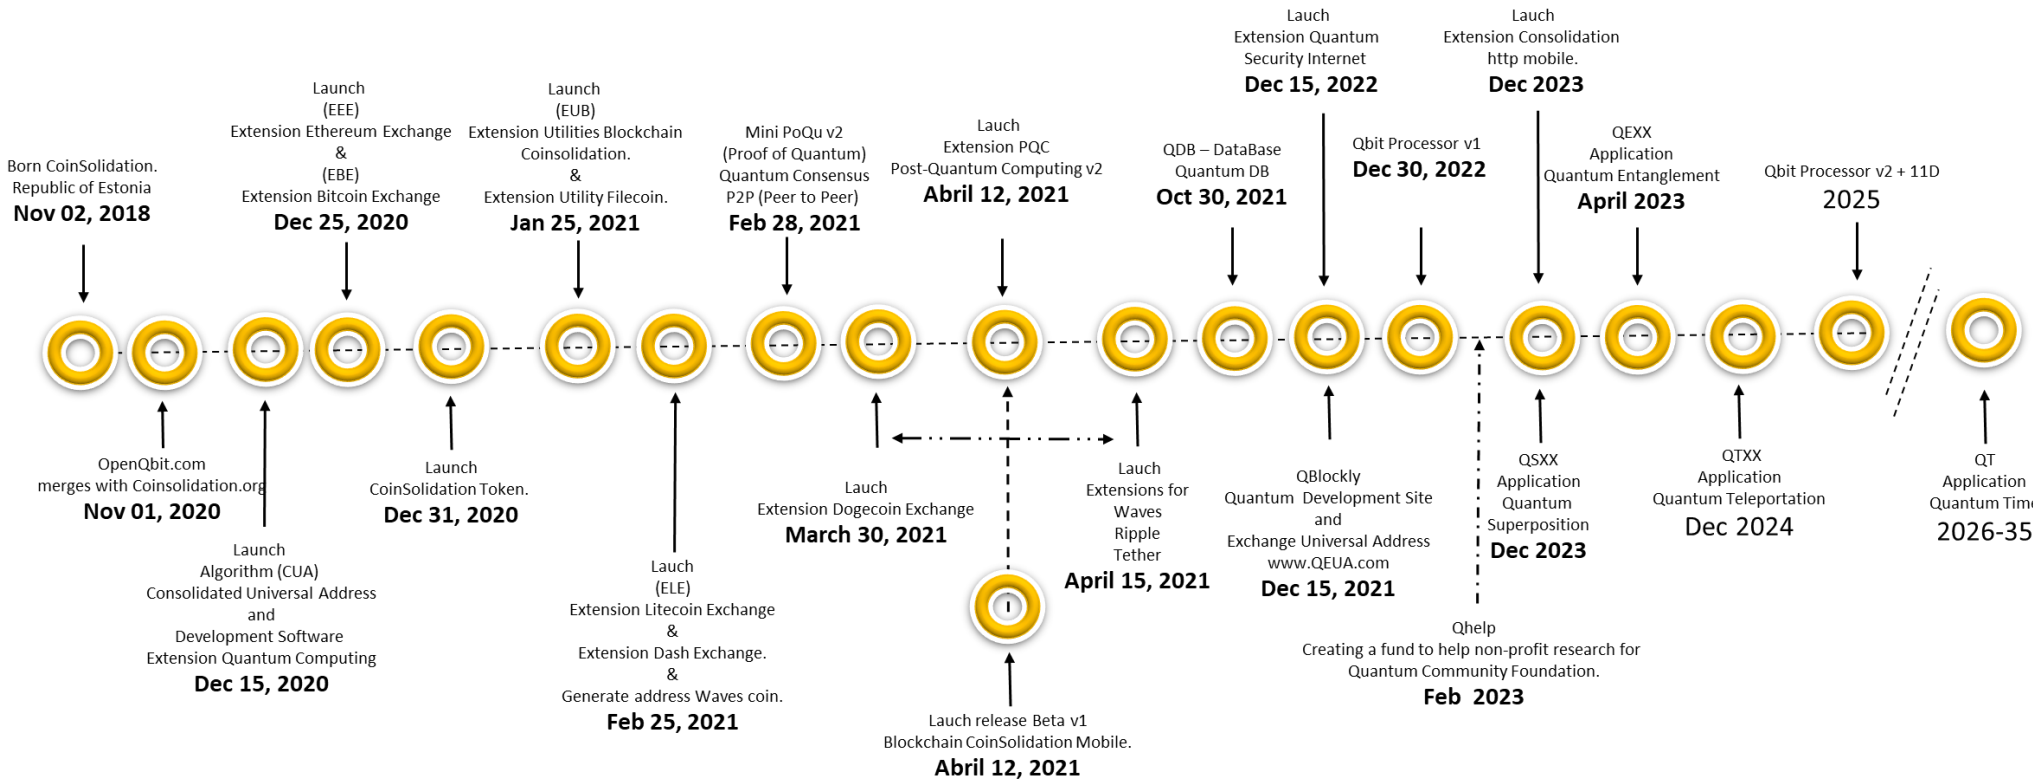 Born CoinSolidation.
Republic of Estonia
Nov 02, 2018
OpenQbit.com
merges with Coinsolidation.org
Nov 01, 2020
Launch
Algorithm (CUA)
Consolidated Universal Address
and
Development Software
Extension Quantum Computing
Dec 15, 2020
Launch
(EEE)
Extension Ethereum Exchange
&
(EBE)
Extension Bitcoin Exchange
Dec 25, 2020
Launch
CoinSolidation Token.
Dec 31, 2020
Launch
(EUB)
Extension Utilities Blockchain
Coinsolidation.
&
Extension Utility Filecoin.
Jan 25, 2021
Lauch
(ELE)
Extension Litecoin Exchange
&
Extension Dash Exchange.
&
Generate address Waves coin.
Feb 25, 2021
Mini PoQu v2
(Proof of Quantum)
Quantum Consensus
P2P (Peer to Peer)
Feb 28, 2021
Lauch
Extension Dogecoin Exchange
March 30, 2021
Lauch
Extension PQC
Post-Quantum Computing v2
Abril 12, 2021
Lauch release Beta v1
Blockchain CoinSolidation Mobile.
Abril 12, 2021
Lauch
Extensions for
Waves
Ripple
Tether
April 15, 2021
QDB – DataBase
Quantum DB
Oct 30, 2021
Lauch
Extension Quantum
Security Internet
Dec 15, 2022
QBlockly
Quantum Development Site
and
Exchange Universal Address
www.QEUA.com
Dec 15, 2021
Qbit Processor v1
Dec 30, 2022
Qhelp
Creating a fund to help non-profit research for
Quantum Community Foundation.
Feb 2023
Lauch
Extension Consolidation
http mobile.
Dec 2023
QSXX
Application
Quantum
Superposition
Dec 2023
QEXX
Application
Quantum Entanglement
April 2023
QTXX
Application
Quantum Teleportation
Dec 2024
Qbit Processor v2 + 11D
2025
QT
Application
Quantum Time
2026-35